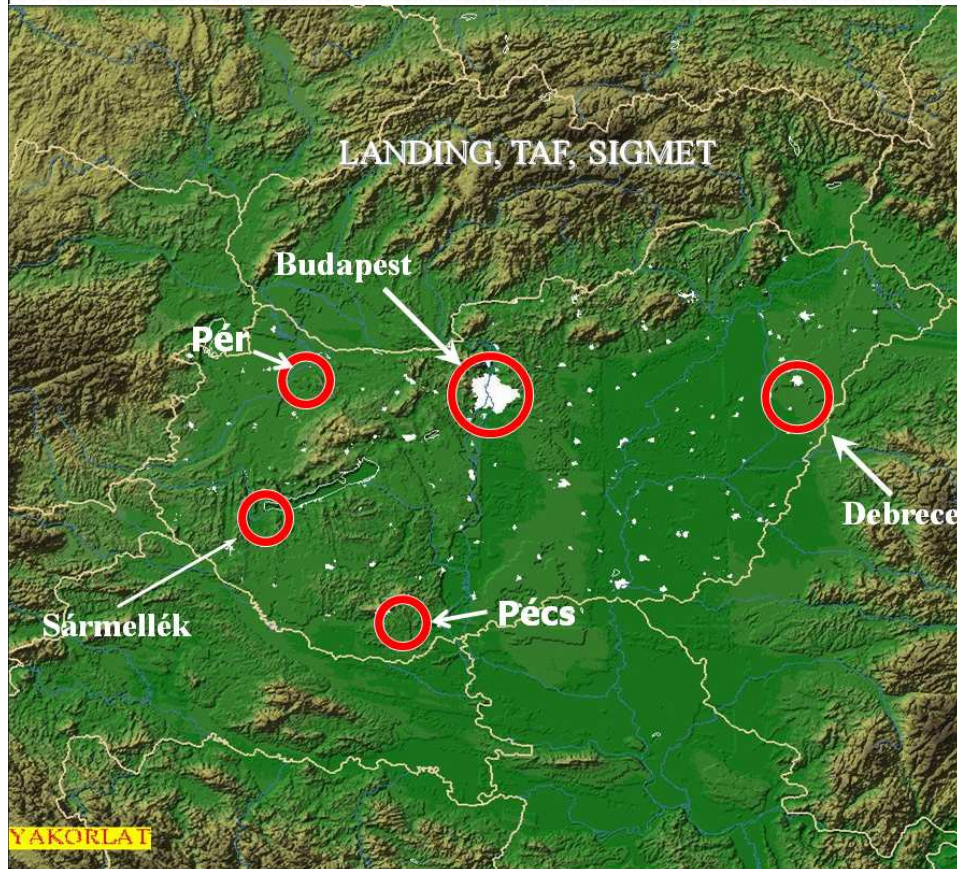 LANDING, TAF, SIGMET
Budapest
Pér
Debrece
Sármellék
Pécs
YAKORLAT